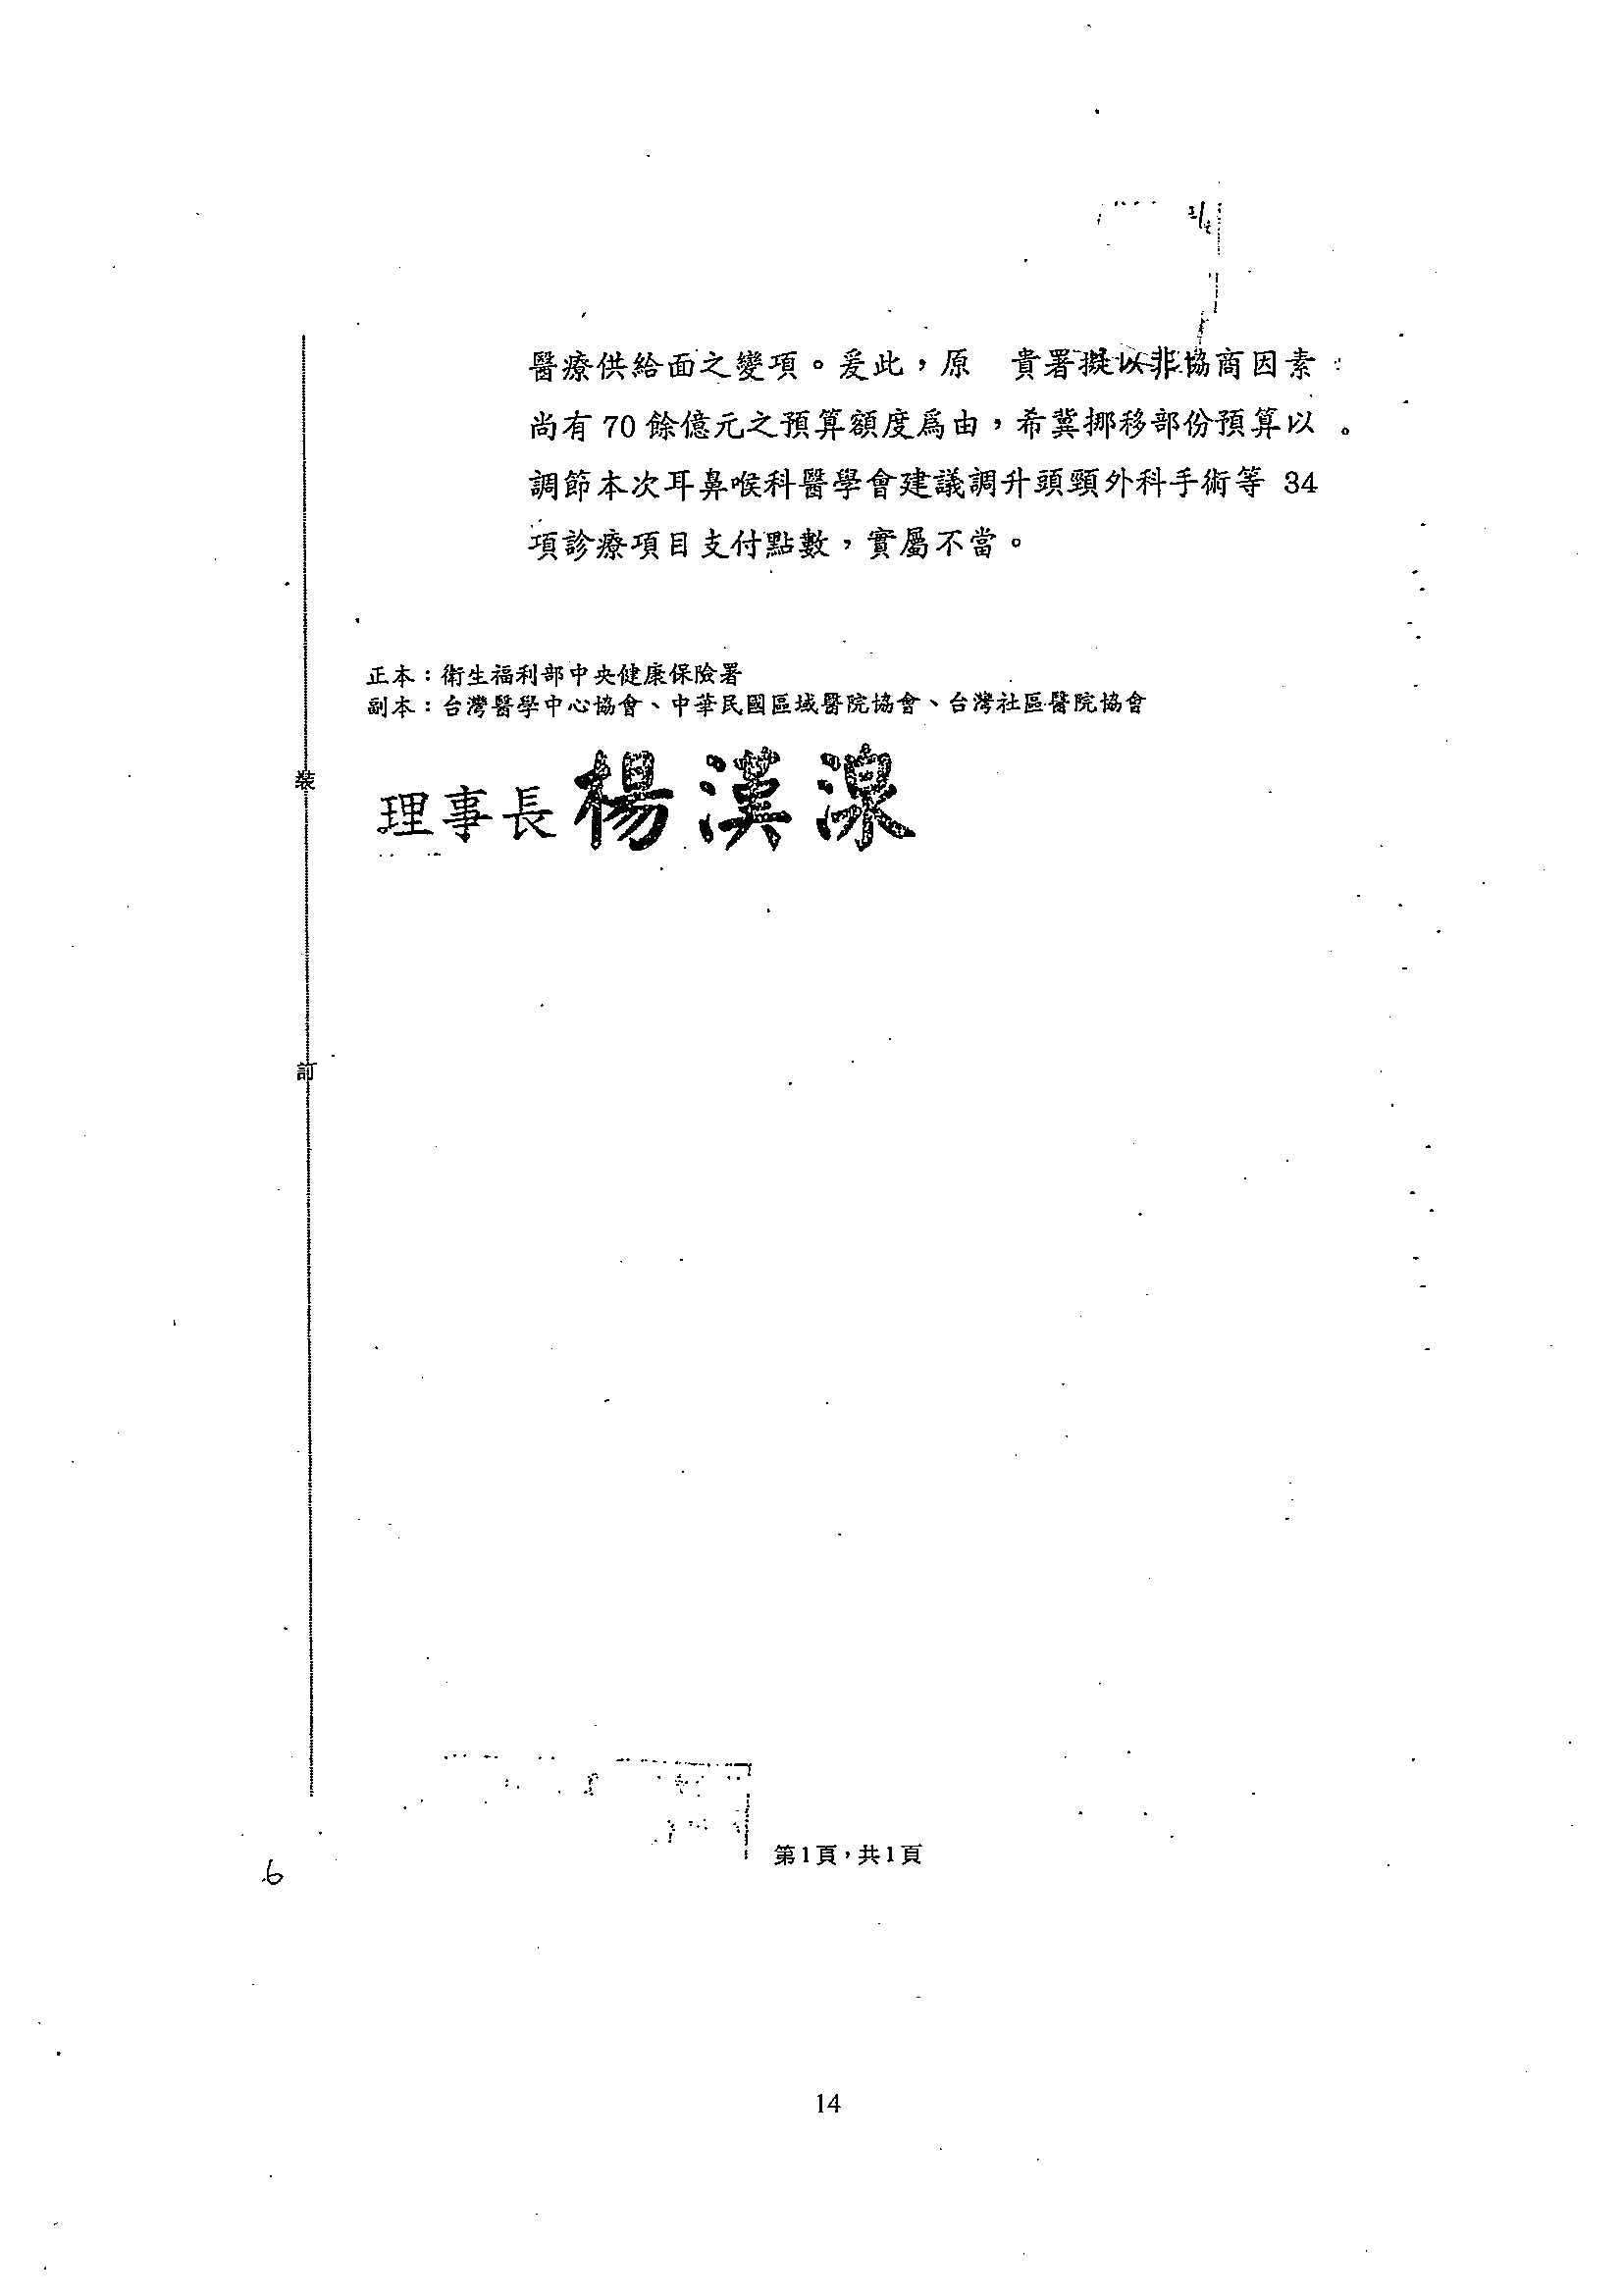 醫療供給面之變項。爰此，原　貴署擬以非協商因素
尚有70餘億元之預算額度爲由，希冀挪移部份預算以
調節本次耳鼻喉科醫學會建議調升頭頸外科手術等 34
項診療項目支付點數，實屬不當。
正本：衛生福利部中央健康保險署
副本：台灣醫學中心協會、中華民國區域醫院協會、台灣社區醫院協會
理事長 楊漢湶
裝
訂
第1頁，共1頁
6
14